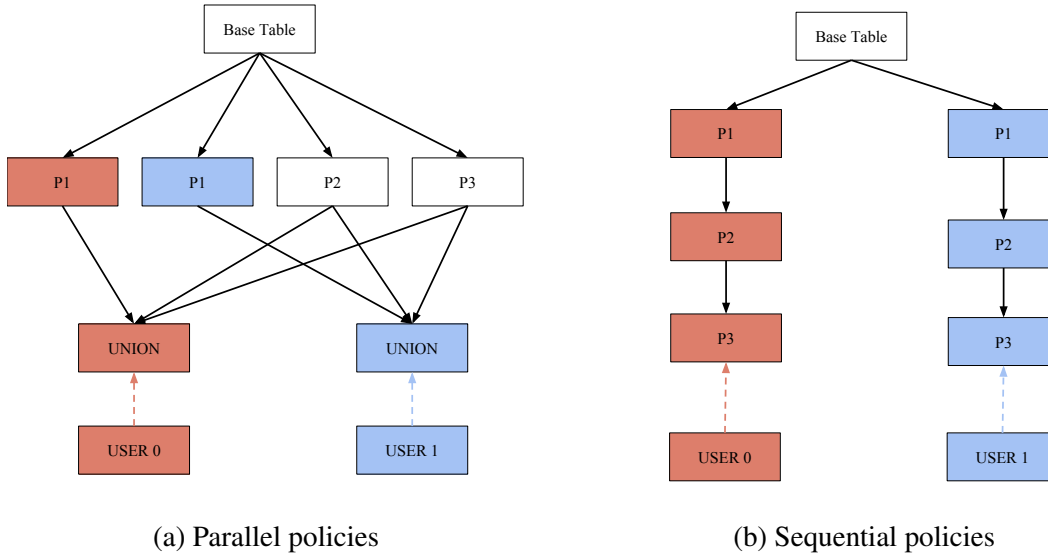 Base Table
P1
P1
P2
P3
UNION
UNION
USER 0
USER 1
(a) Parallel policies
Base Table
P1
P1
P2
P2
P3
P3
USER 0
USER 1
(b) Sequential policies